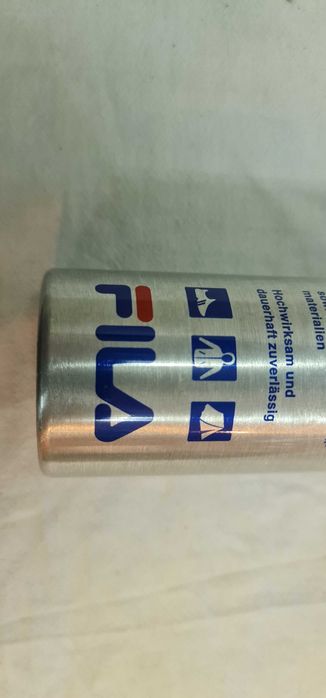 materialien
Hochwirksam und
dauerhaft zuverlässig
FILA